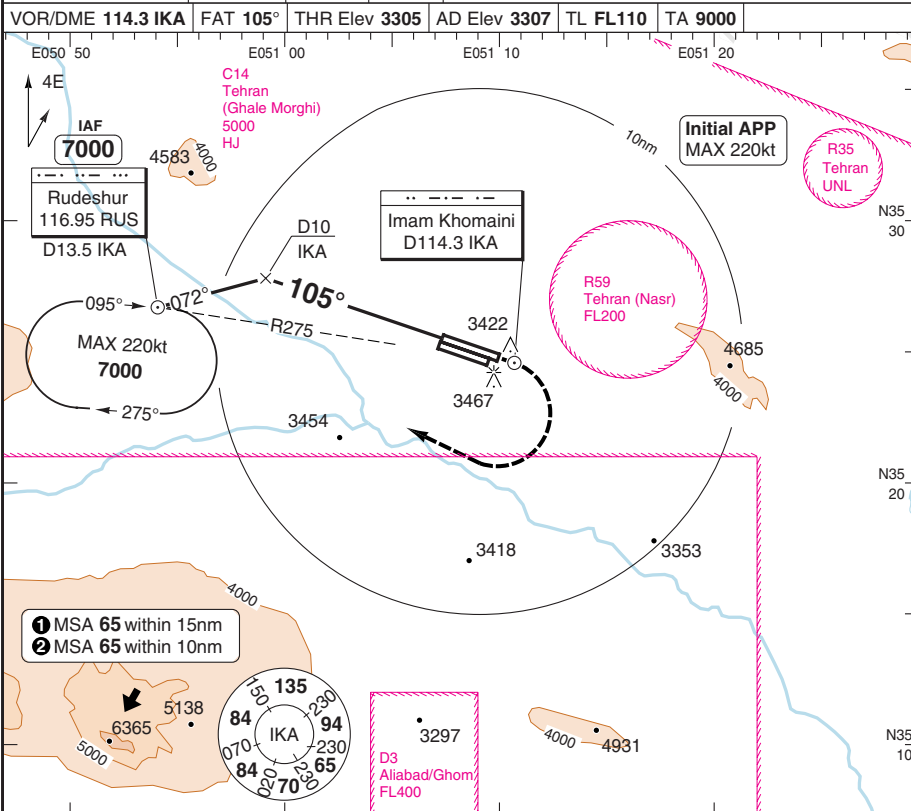 VOR/DME 114.3 IKA FAT 105° THR Elev 3305 AD Elev 3307 TL FL110 TA 9000
E050 50 E051 00 E051 10 E051 20
4E
C14
Tehran
(Ghale Morghi)
5000
HJ
IAF
7000
4583
4000
10nm
Initial APP
MAX 220kt
R35
Tehran
UNL
Rudeshur
116.95 RUS
D13.5 IKA
Imam Khomaini
D114.3 IKA
N35
30
D10
IKA
095°
072°
105°
R275
MAX 220kt
7000
275°
R59
Tehran (Nasr)
FL200
3422
3467
4685
4000
3454
N35
20
3418
3353
4000
❶ MSA 65 within 15nm
❷ MSA 65 within 10nm
6365
5138
5000
IKA
135
150
230
84
94
070
230
84
65
020
70
230
3297
D3
Aliabad/Ghom
FL400
4000
4931
N35
10